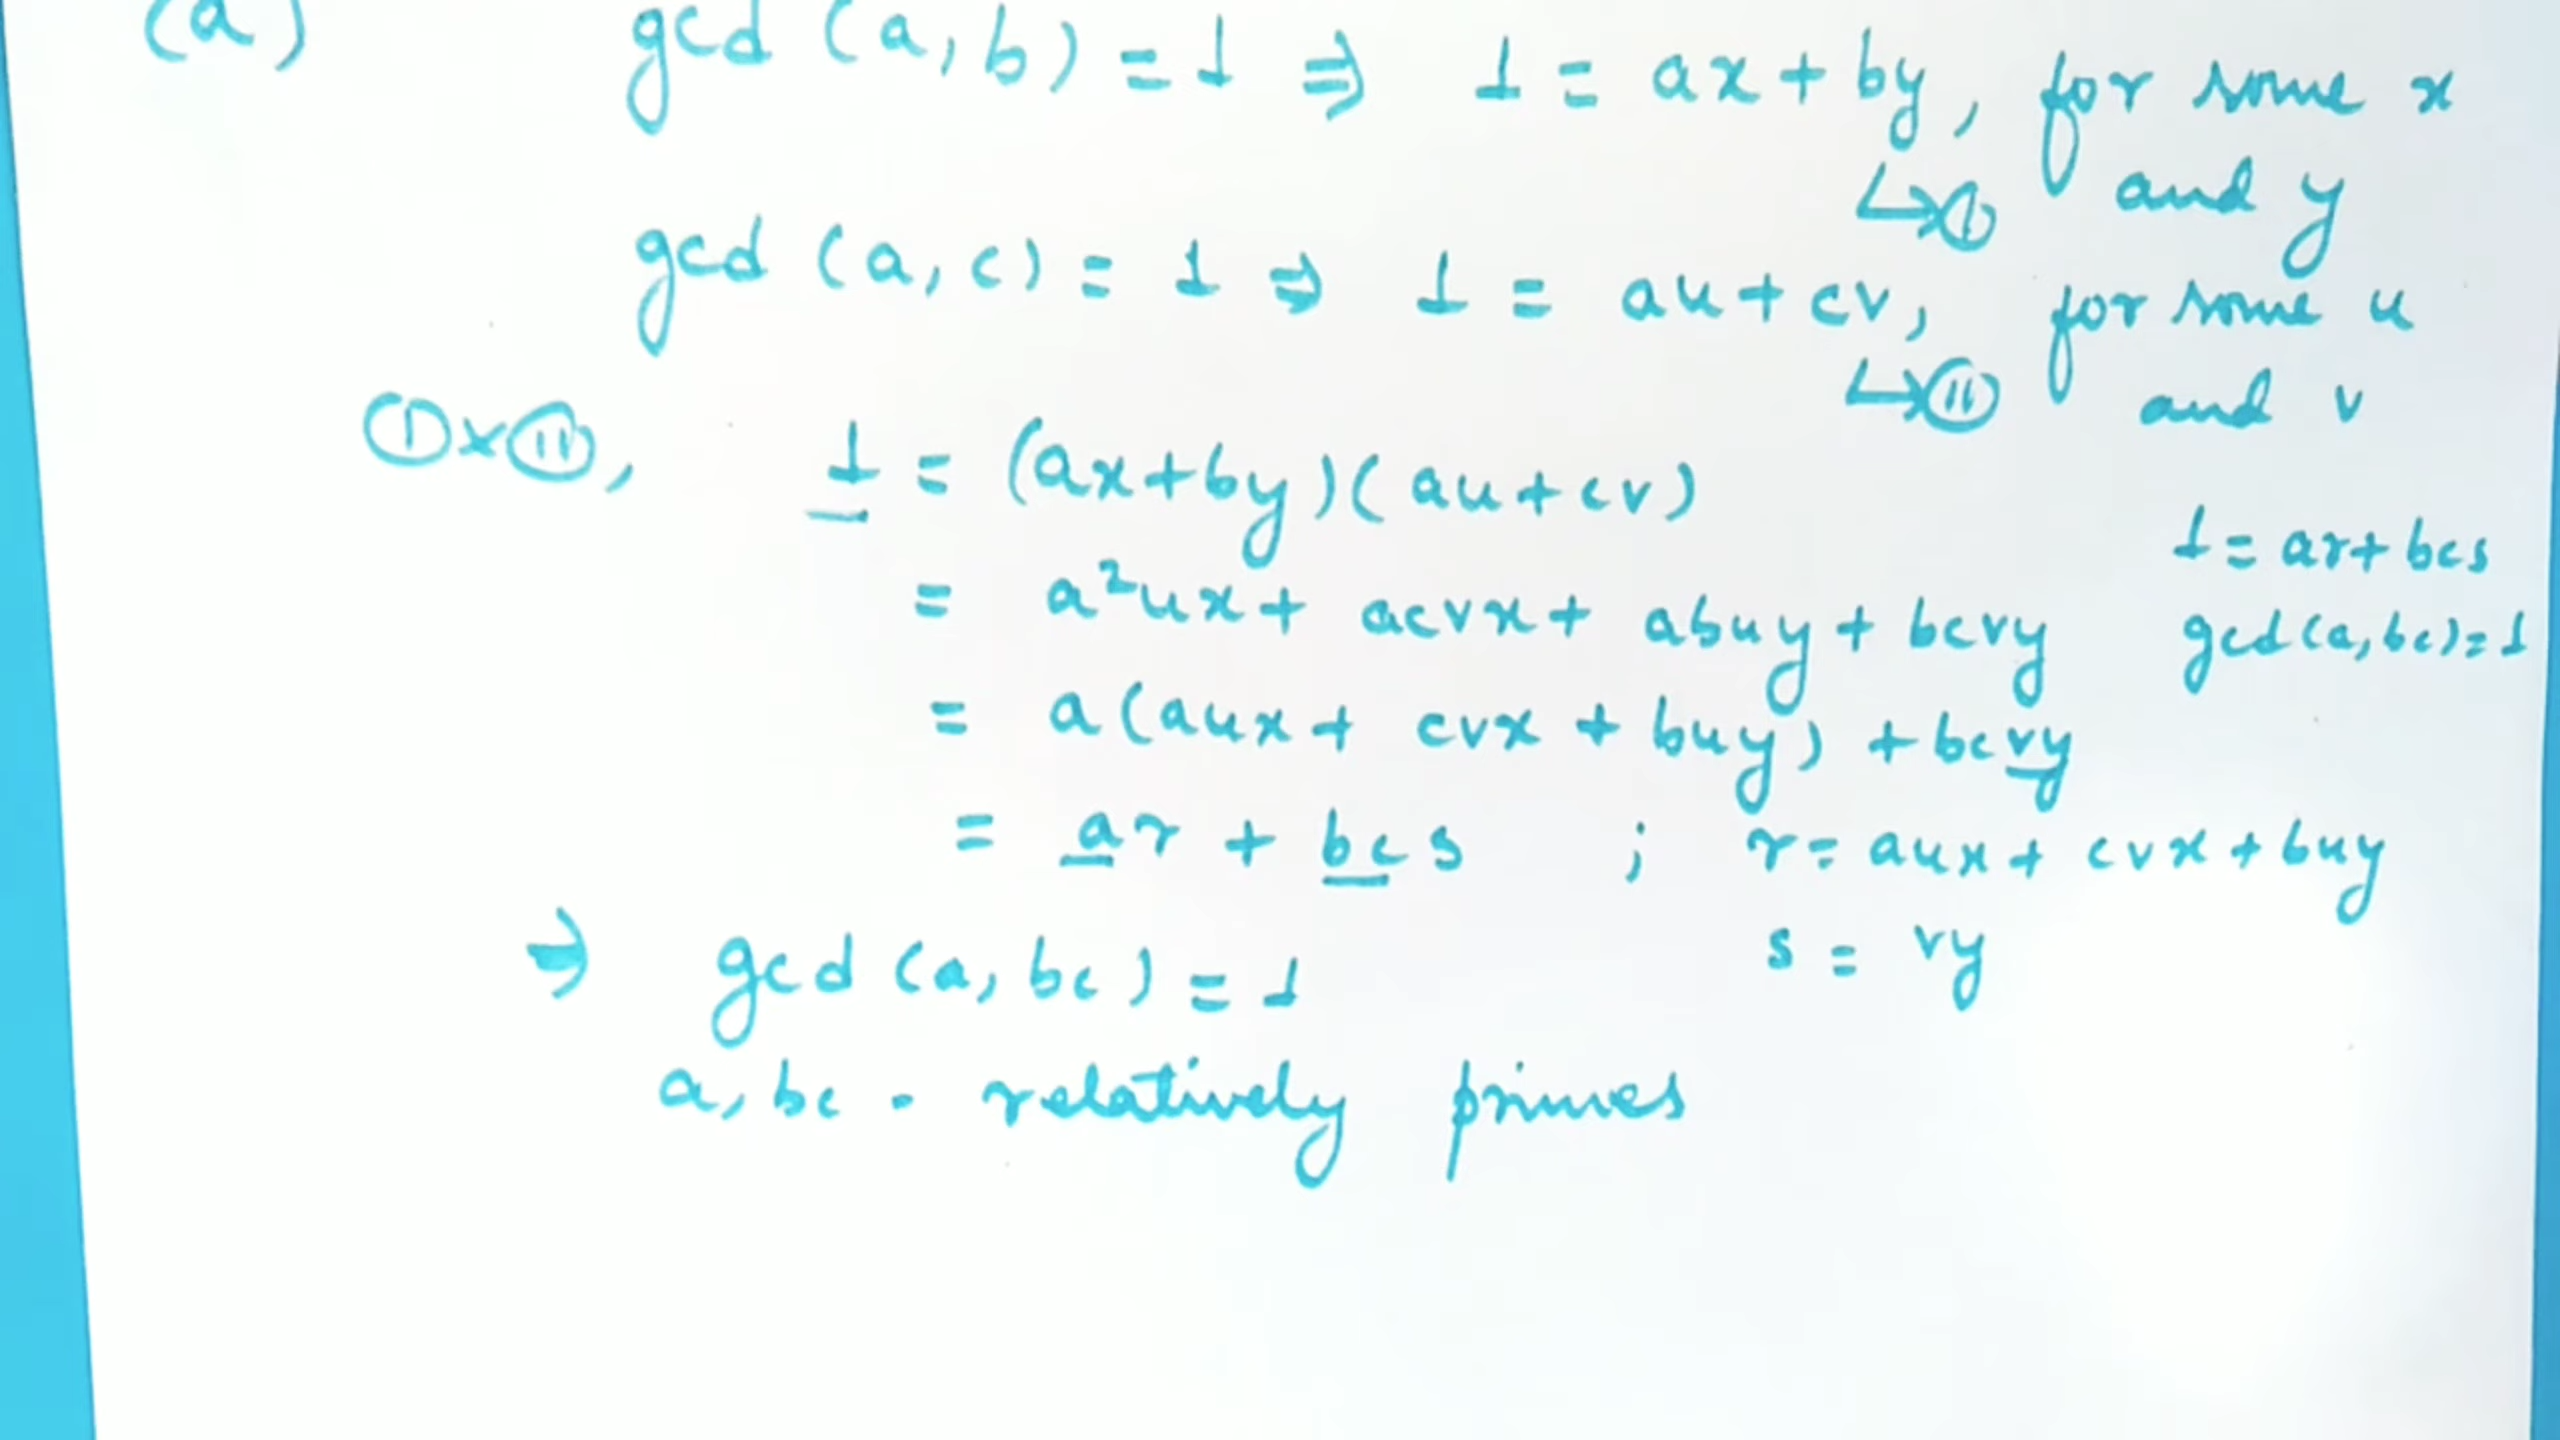 (a) gcd (a,b) = 1 ⇒ 1 = ax + by, for some x
↳ⓘ and y
gcd (a,c) = 1 ⇒ 1 = au + cv, for some u
↳(ii) and v
ⓘ×(ii), 1 = (ax+by)(au+cv)
1 = ar + bcs
= a²ux + acvx + abuy + bcvy
gcd(a,bc)=1
= a(aux + cvx + buy) + bcvy
= ar + bcs ; r = aux + cvx + buy
s = vy
⇒ gcd (a, bc) = 1
a, bc - relatively primes